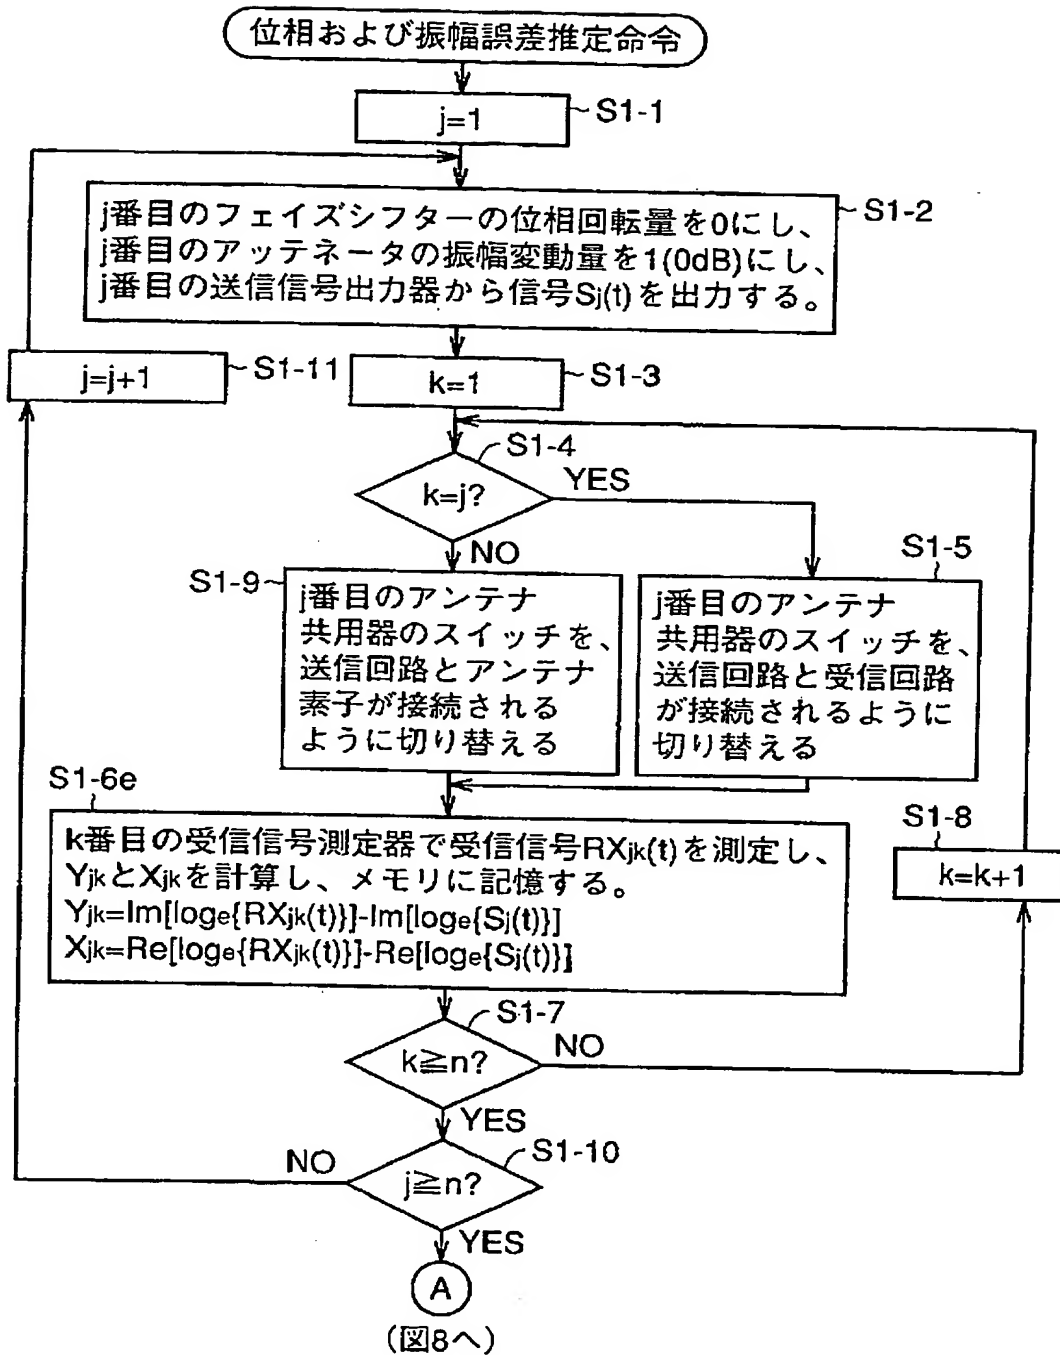 位相および振幅誤差推定命令
j=1
S1-1
j番目のフェイズシフターの位相回転量を0にし、
j番目のアッテネータの振幅変動量を1(0dB)にし、
j番目の送信信号出力器から信号Sj(t)を出力する。
S1-2
j=j+1
S1-11
k=1
S1-3
S1-4
k=j?
YES
NO
S1-9
j番目のアンテナ
共用器のスイッチを、
送信回路とアンテナ
素子が接続される
ように切り替える
S1-5
j番目のアンテナ
共用器のスイッチを、
送信回路と受信回路
が接続されるように
切り替える
S1-6e
k番目の受信信号測定器で受信信号RXjk(t)を測定し、
YjkとXjkを計算し、メモリに記憶する。
Yjk=Im[loge{RXjk(t)}]-Im[loge{Sj(t)}]
Xjk=Re[loge{RXjk(t)}]-Re[loge{Sj(t)}]
S1-8
k=k+1
S1-7
k≧n?
NO
YES
S1-10
j≧n?
NO
YES
A
(図8へ)